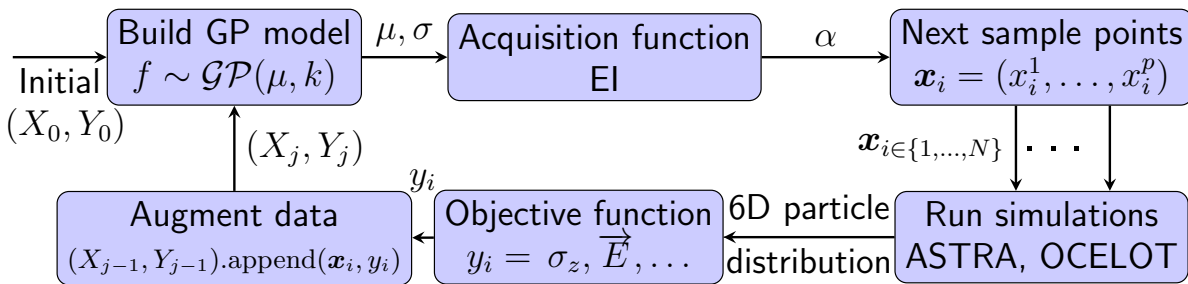 Build GP model
f ∼ 𝒢𝒫(μ, k)
μ, σ
Acquisition function
EI
α
Next sample points
𝒙_i = (x_i^1, . . . , x_i^p)
Initial
(X_0, Y_0)
(X_j, Y_j)
𝒙_{i∈{1,...,N}}
. . .
Augment data
(X_{j−1}, Y_{j−1}).append(𝒙_i, y_i)
y_i
Objective function
y_i = σ_z, \overrightarrow{E}, . . .
6D particle
distribution
Run simulations
ASTRA, OCELOT